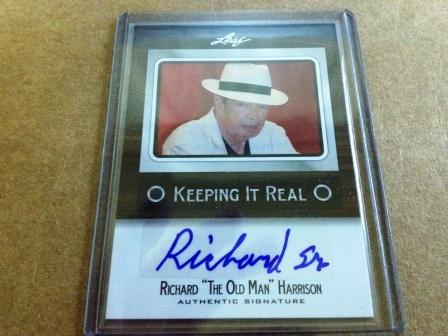 Leaf
KEEPING IT REAL
Richard Sr
RICHARD "THE OLD MAN" HARRISON
AUTHENTIC SIGNATURE